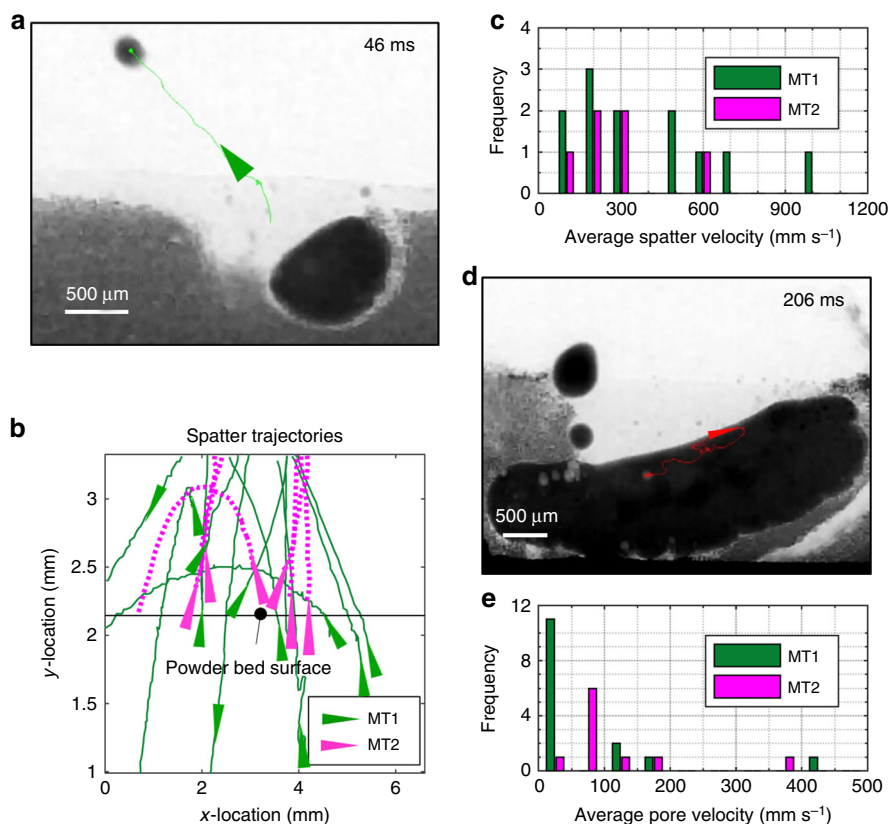 a
46 ms
500 μm
b
Spatter trajectories
y-location (mm)
3
2.5
2
1.5
1
Powder bed surface
MT1
MT2
0
2
4
6
x-location (mm)
c
Frequency
4
3
2
1
0
MT1
MT2
0
300
600
900
1200
Average spatter velocity (mm s⁻¹)
d
206 ms
500 μm
e
Frequency
12
9
6
3
0
MT1
MT2
0
100
200
300
400
500
Average pore velocity (mm s⁻¹)